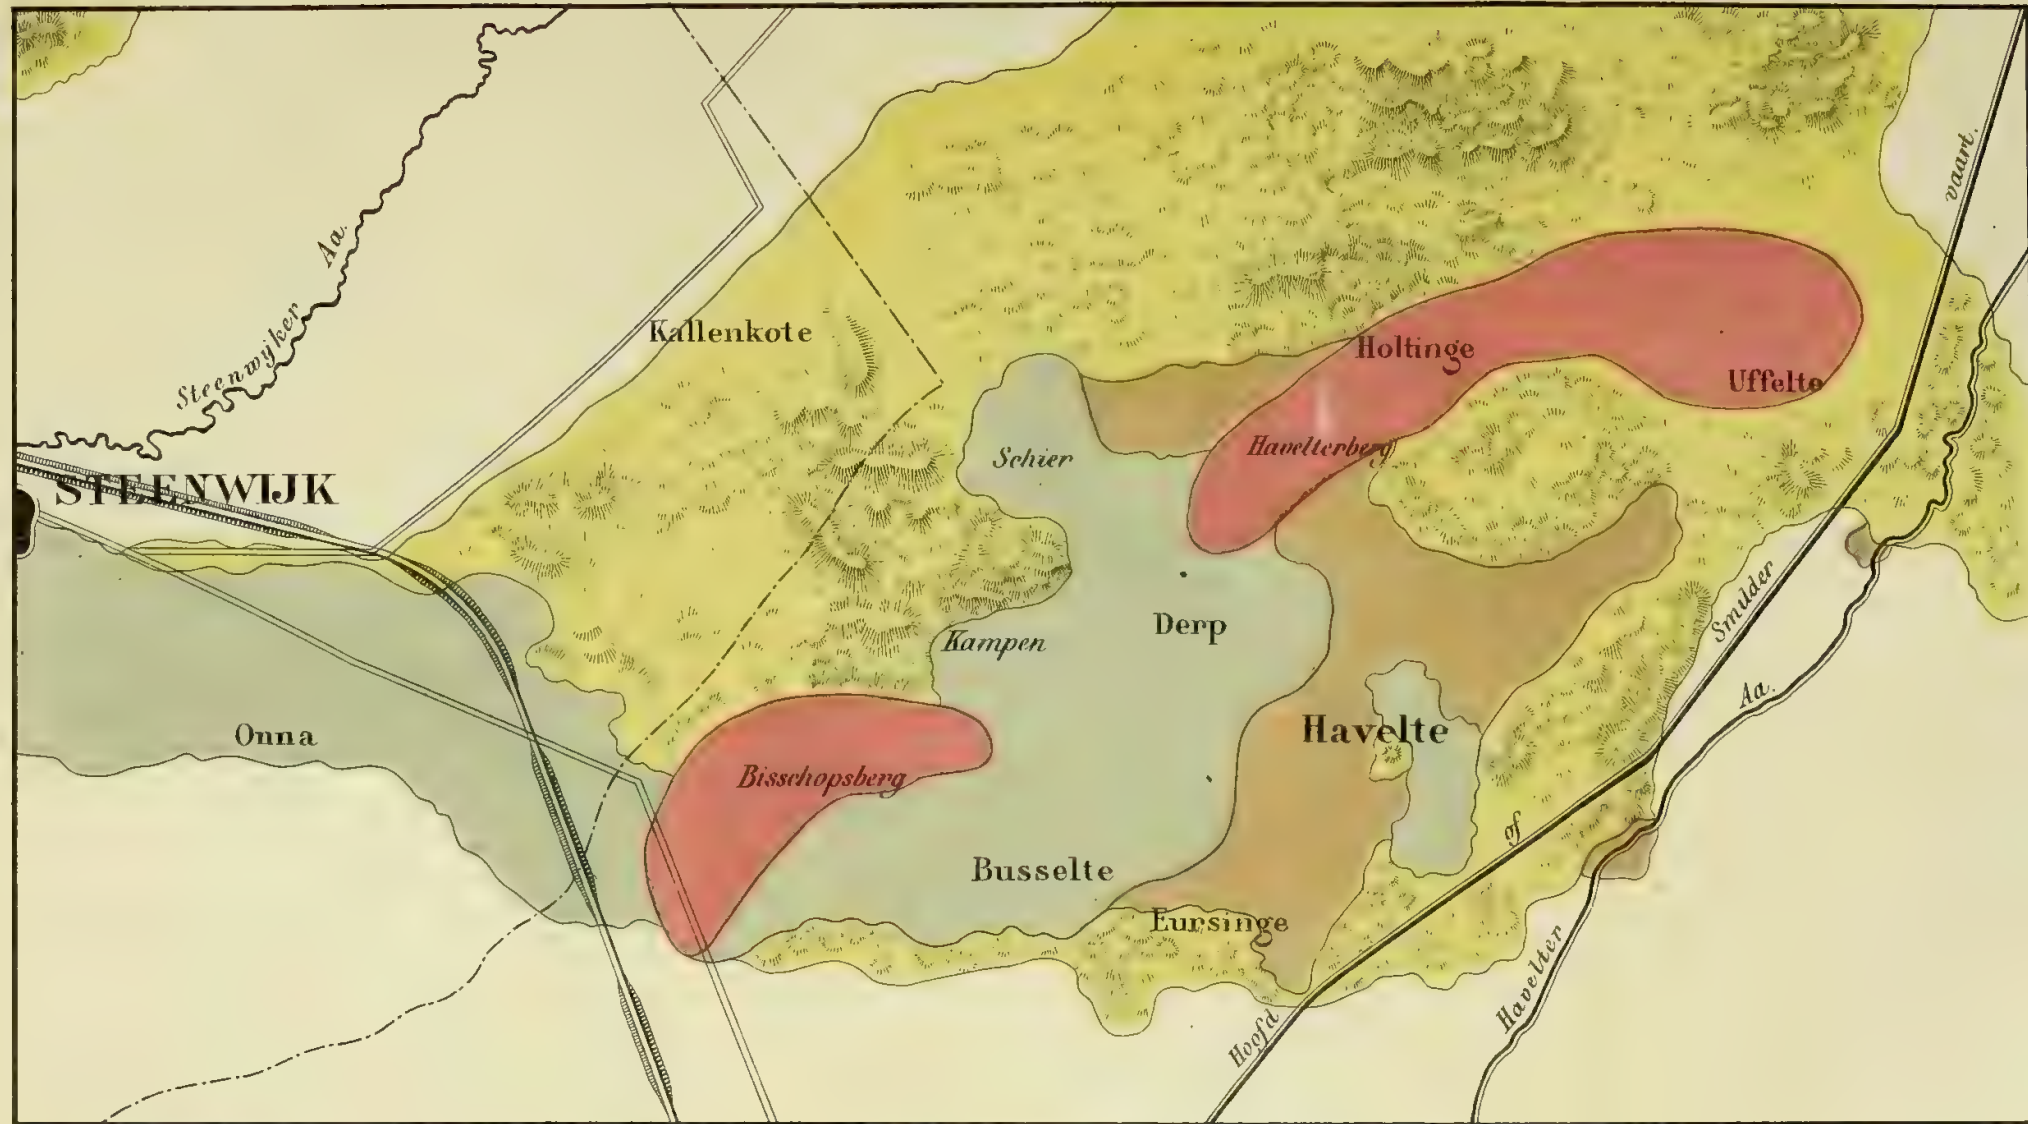 vaart.
Steenwijker Aa.
Kallenkote
Holtinge
Uffelte
Schier
Havelterberg
STEENWIJK
Smilder
Derp
Kampen
Aa.
Onna
Havelte
Bisschopsberg
of
Busselte
Eursinge
Havelter
Hoofd